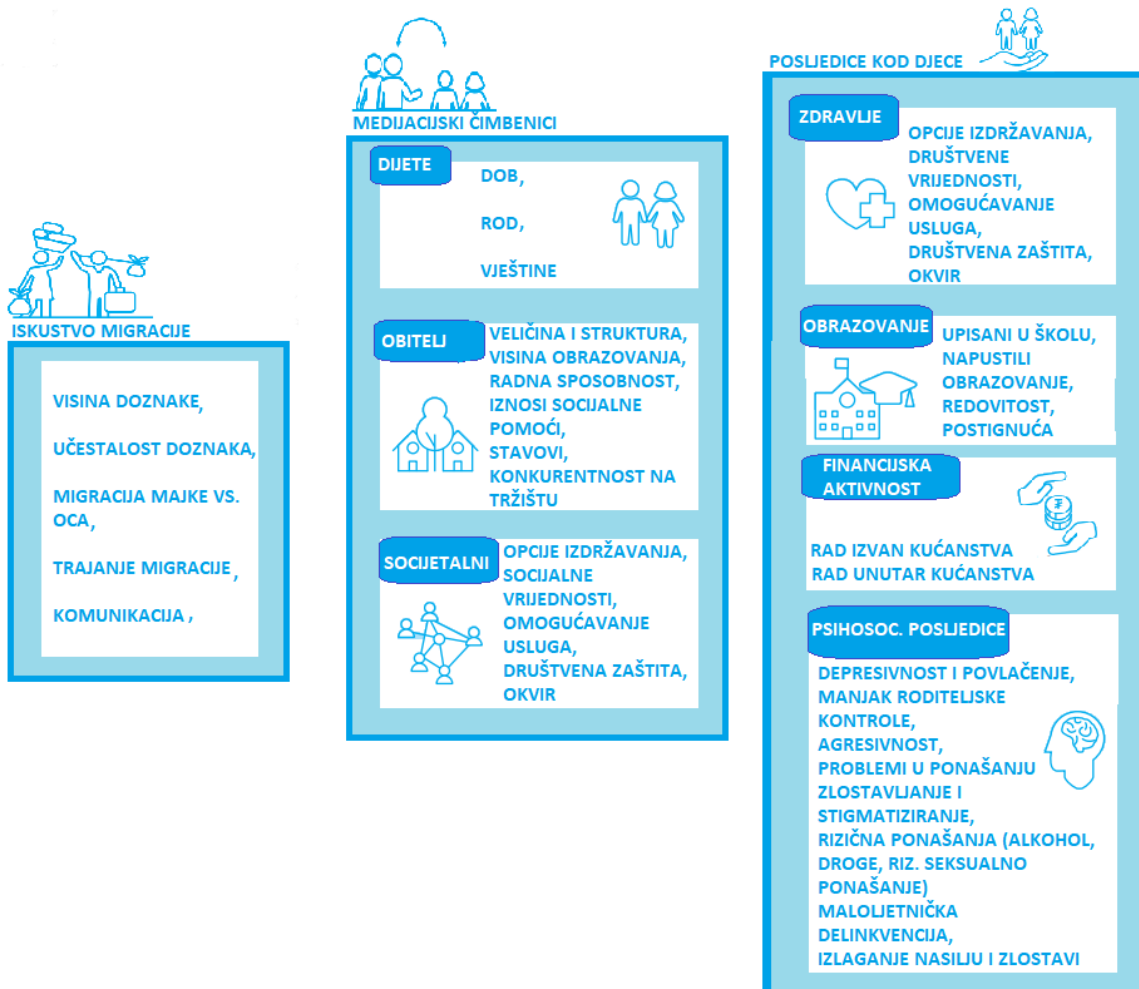 ISKUSTVO MIGRACIJE
VISINA DOZNAKE,
UČESTALOST DOZNAKA,
MIGRACIJA MAJKE VS.
OCA,
TRAJANJE MIGRACIJE,
KOMUNIKACIJA,
MEDIJACIJSKI ČIMBENICI
DIJETE
DOB,
ROD,
VJEŠTINE
OBITELJ
VELIČINA I STRUKTURA,
VISINA OBRAZOVANJA,
RADNA SPOSOBNOST,
IZNOSI SOCIJALNE
POMOĆI,
STAVOVI,
KONKURENTNOST NA
TRŽIŠTU
SOCIJETALNI
OPCIJE IZDRŽAVANJA,
SOCIJALNE
VRIJEDNOSTI,
OMOGUĆAVANJE
USLUGA,
DRUŠTVENA ZAŠTITA,
OKVIR
POSLJEDICE KOD DJECE
ZDRAVLJE
OPCIJE IZDRŽAVANJA,
DRUŠTVENE
VRIJEDNOSTI,
OMOGUĆAVANJE
USLUGA,
DRUŠTVENA ZAŠTITA,
OKVIR
OBRAZOVANJE
UPISANI U ŠKOLU,
NAPUSTILI
OBRAZOVANJE,
REDOVITOST,
POSTIGNUĆA
FINANCIJSKA
AKTIVNOST
RAD IZVAN KUĆANSTVA
RAD UNUTAR KUĆANSTVA
PSIHOSOC. POSLJEDICE
DEPRESIVNOST I POVLAČENJE,
MANJAK RODITELJSKE
KONTROLE,
AGRESIVNOST,
PROBLEMI U PONAŠANJU
ZLOSTAVLJANJE I
STIGMATIZIRANJE,
RIZIČNA PONAŠANJA (ALKOHOL,
DROGE, RIZ. SEKSUALNO
PONAŠANJE)
MALOLJETNIČKA
DELINKVENCIJA,
IZLAGANJE NASILJU I ZLOSTAVI